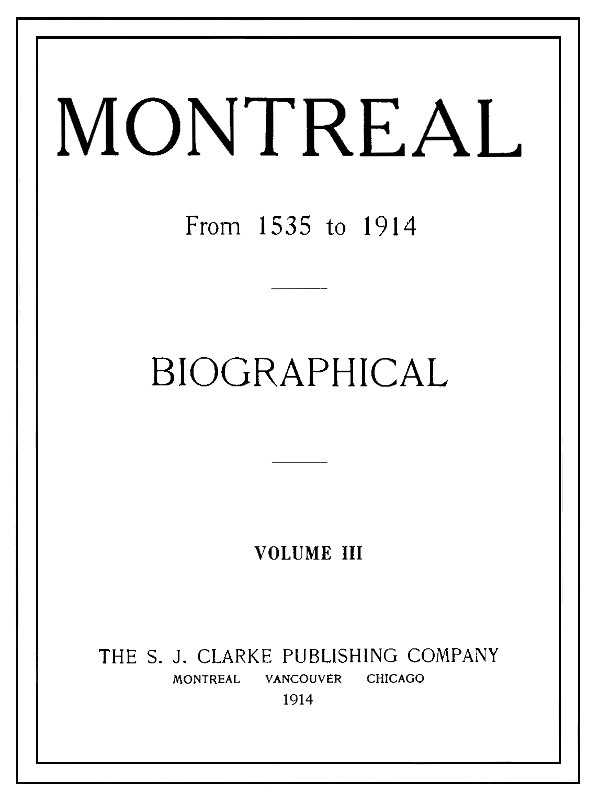 MONTREAL
From 1535 to 1914
BIOGRAPHICAL
VOLUME III
THE S. J. CLARKE PUBLISHING COMPANY
MONTREAL VANCOUVER CHICAGO
1914